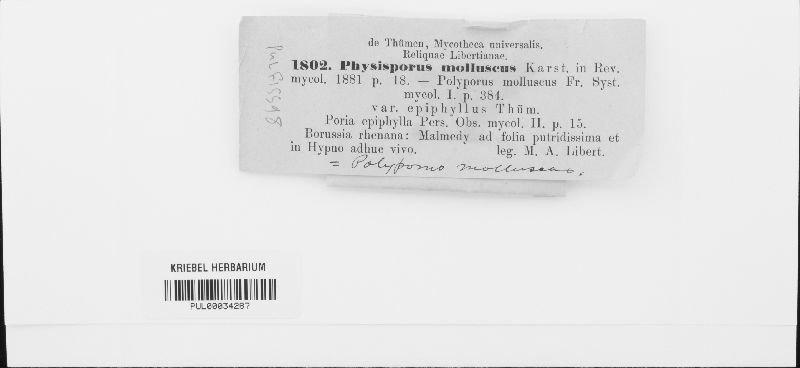 de Thümen, Mycotheca universalis.
Reliquae Libertianae.
1802. Physisporus molluscus Karst. in Rev.
mycol. 1881 p. 18. — Polyporus molluscus Fr. Syst.
mycol. I. p. 384.
var. epiphyllus Thüm.
Poria epiphylla Pers. Obs. mycol. II. p. 15.
Borussia rhenana: Malmedy ad folia putridissima et
in Hypno adhuc vivo. leg. M. A. Libert.
= Polyporus molluscus.
KRIEBEL HERBARIUM
PUL00034287